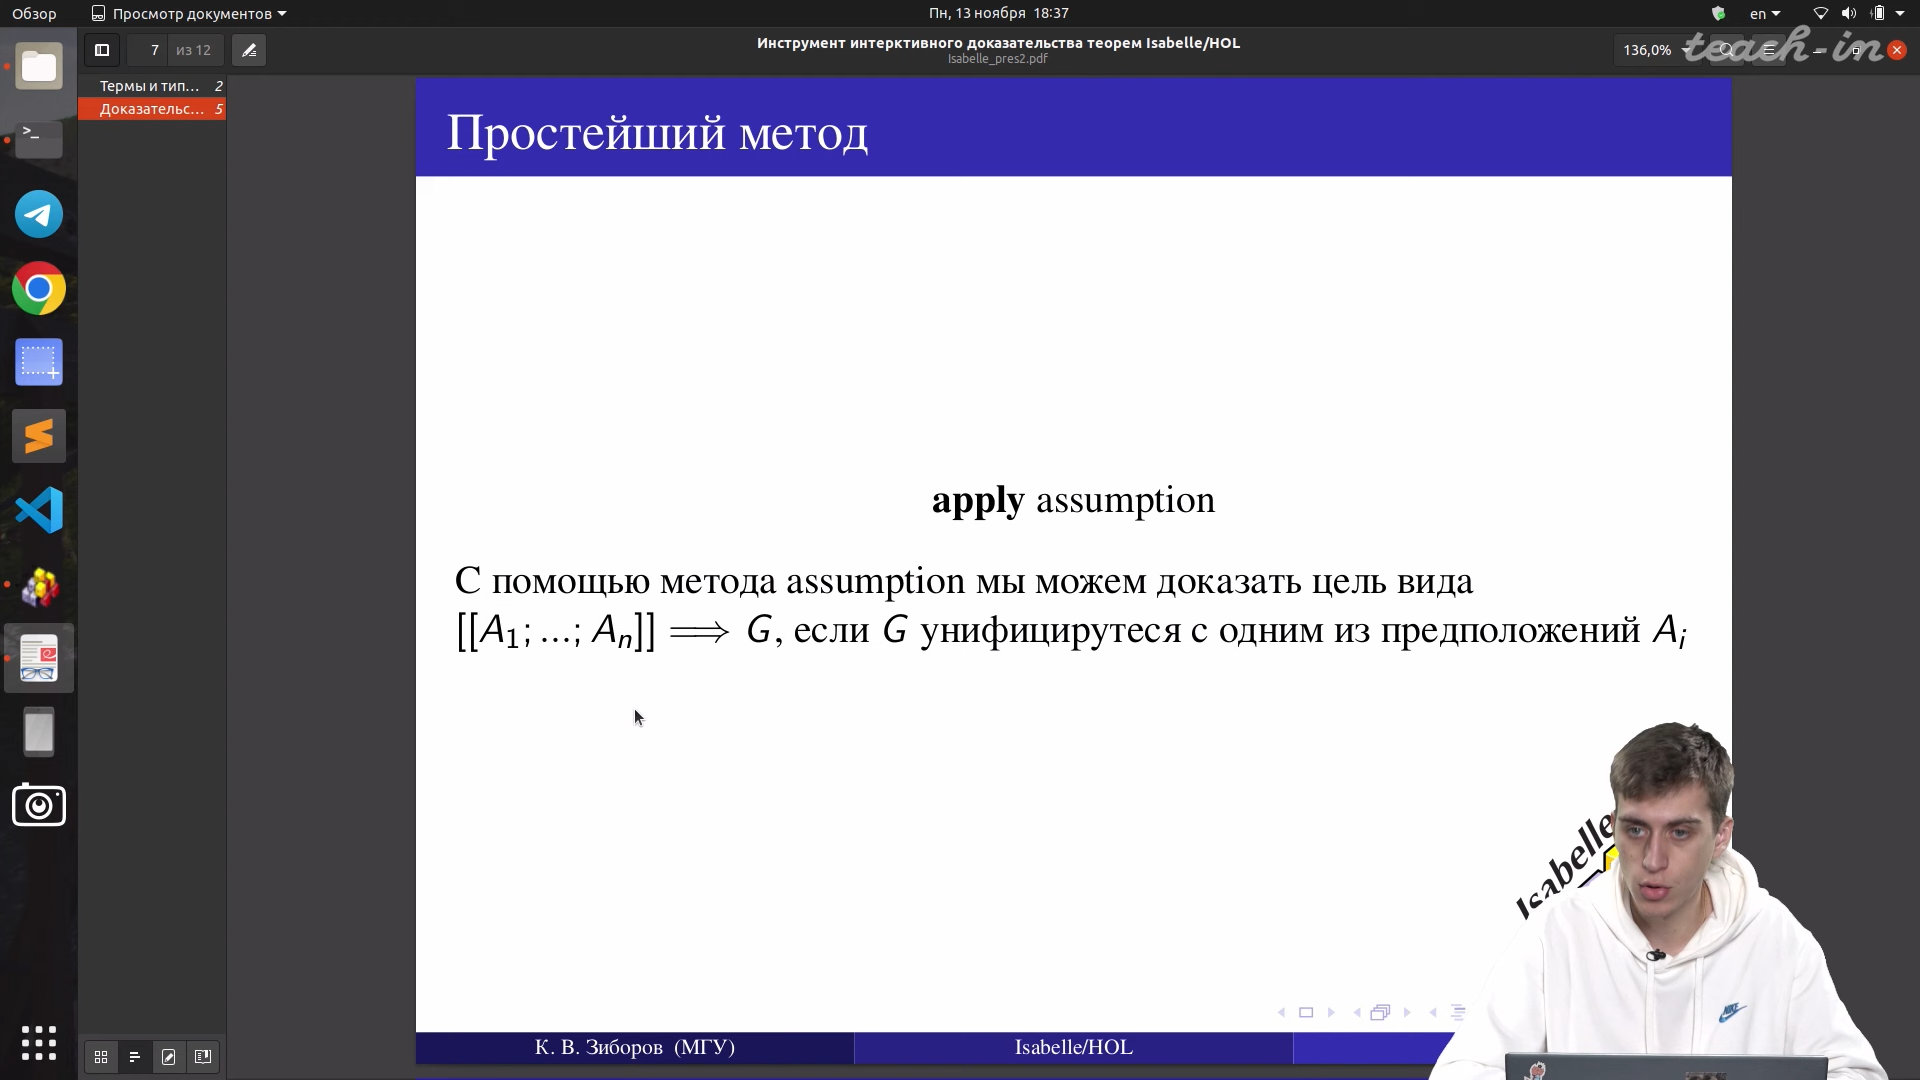 Обзор
Просмотр документов
Пн, 13 ноября 18:37
en
7 из 12
Инструмент интерктивного доказательства теорем Isabelle/HOL
Isabelle_pres2.pdf
136,0%
teach-in
Термы и тип... 2
Доказательс... 5
Простейший метод
apply assumption
С помощью метода assumption мы можем доказать цель вида
[[A₁; ...; Aₙ]] ⟹ G, если G унифицирутеся с одним из предположений Aᵢ
Isabelle
К. В. Зиборов (МГУ)
Isabelle/HOL